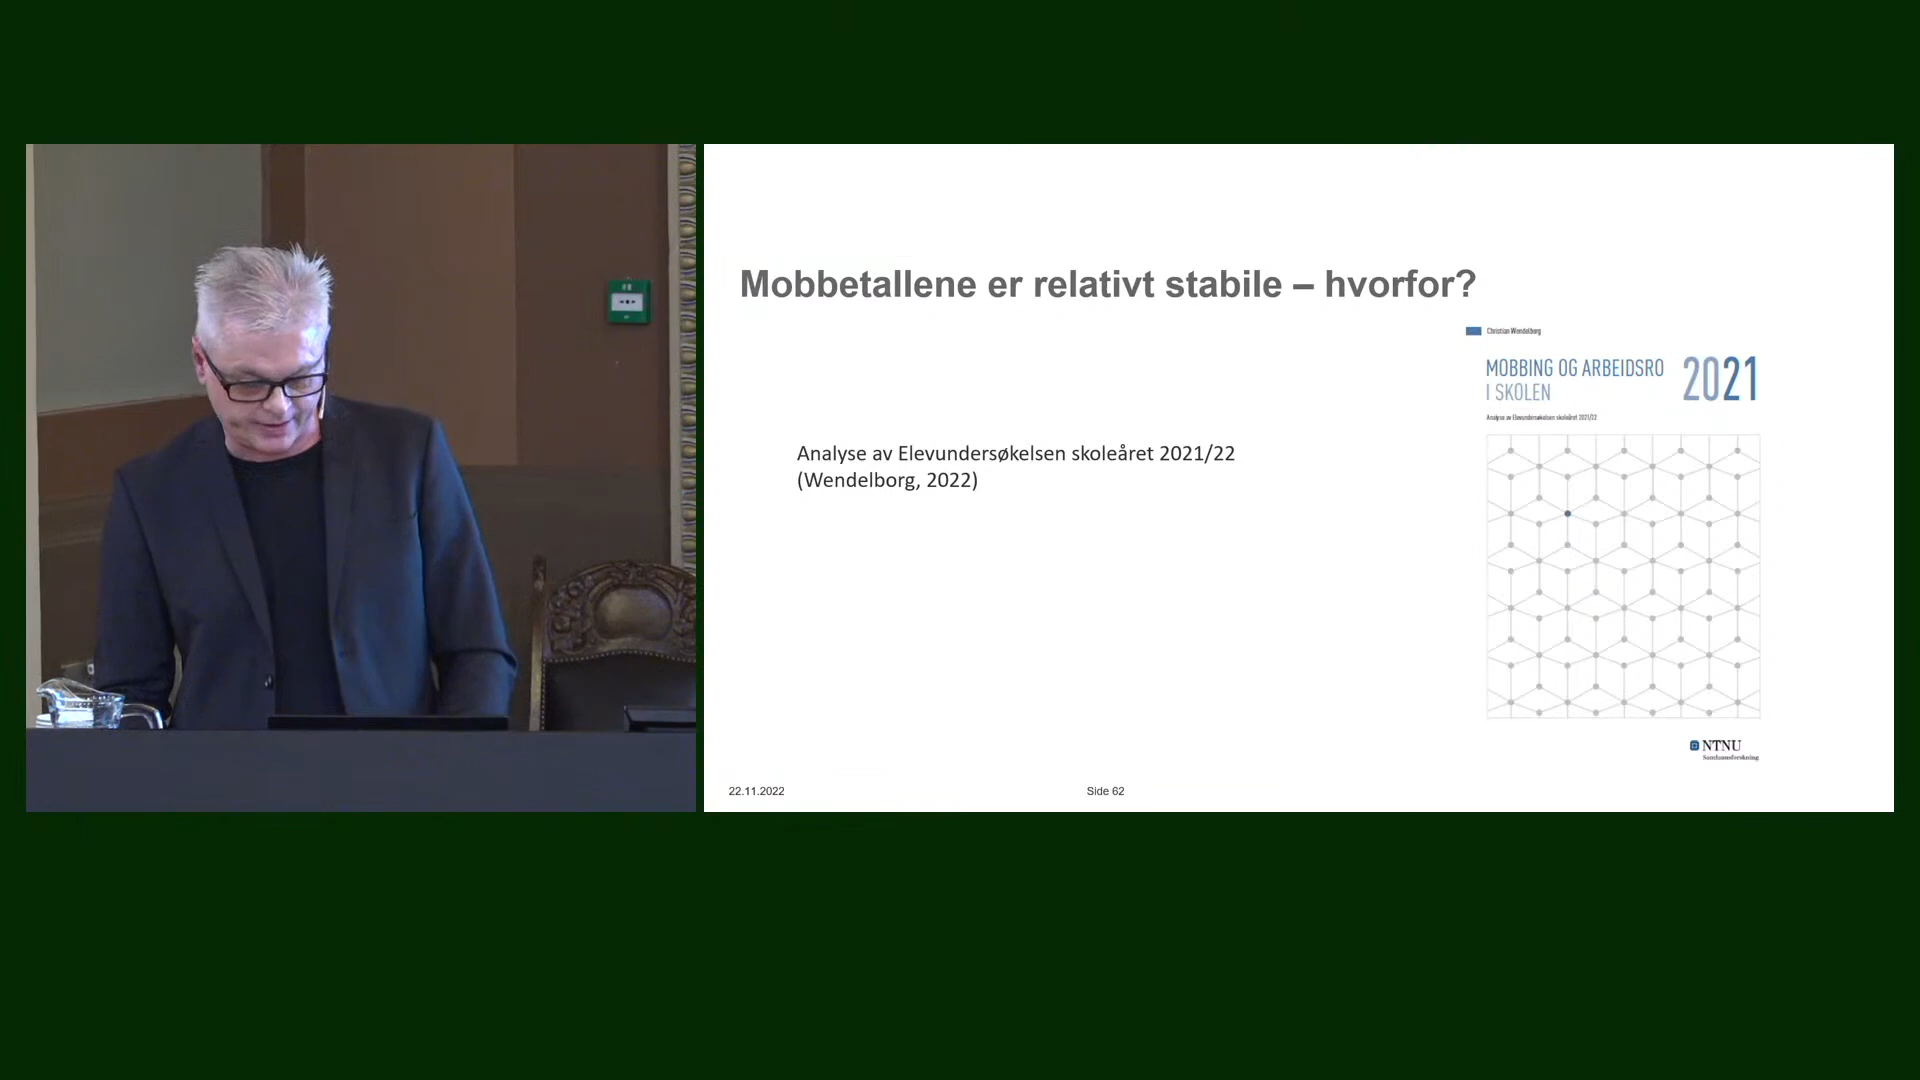 Mobbetallene er relativt stabile – hvorfor?
Christian Wendelborg
MOBBING OG ARBEIDSRO
I SKOLEN
2021
Analyse av Elevundersøkelsen skoleåret 2021/22
Analyse av Elevundersøkelsen skoleåret 2021/22
(Wendelborg, 2022)
NTNU
Samfunnsforskning
22.11.2022
Side 62